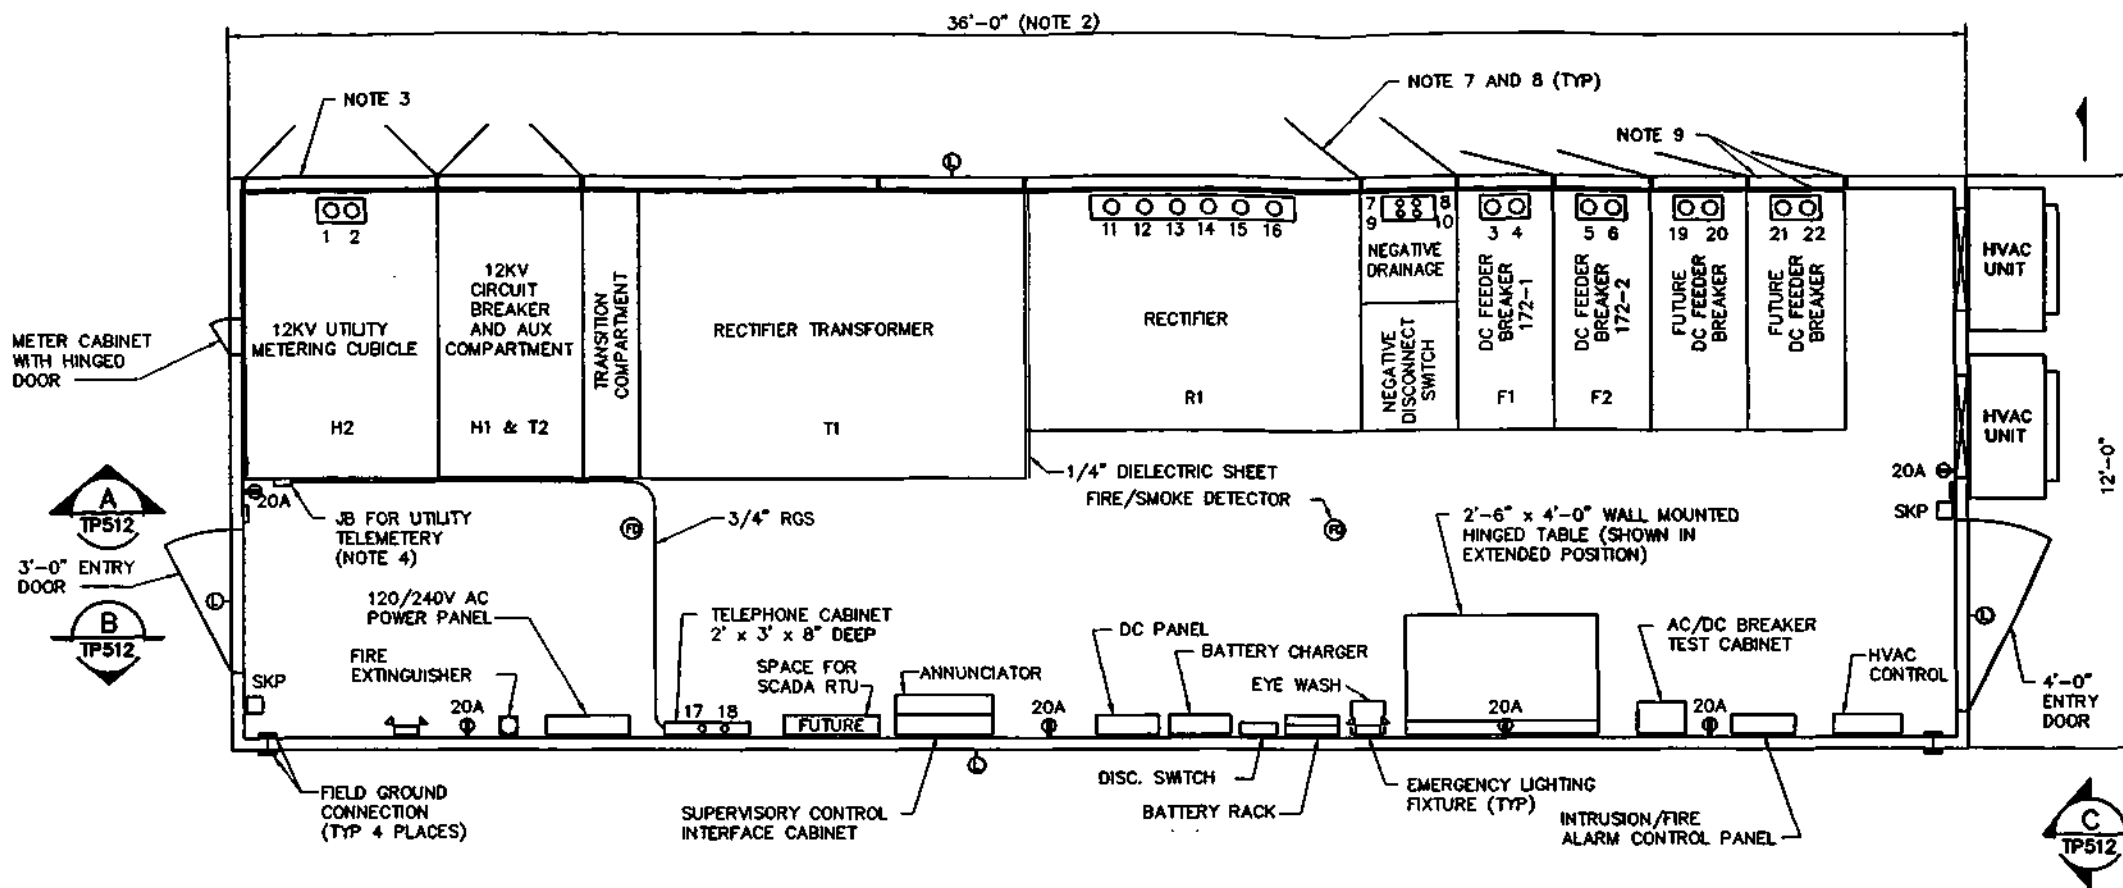 36'-0" (NOTE 2)
NOTE 3
NOTE 7 AND 8 (TYP)
NOTE 9
L
1 2
11 12 13 14 15 16
7 8
9 10
3 4
5 6
19 20
21 22
12KV UTILITY
METERING CUBICLE
H2
12KV
CIRCUIT
BREAKER
AND AUX
COMPARTMENT
H1 & T2
TRANSITION
COMPARTMENT
RECTIFIER TRANSFORMER
T1
RECTIFIER
R1
NEGATIVE
DRAINAGE
NEGATIVE
DISCONNECT
SWITCH
DC FEEDER
BREAKER
172-1
F1
DC FEEDER
BREAKER
172-2
F2
FUTURE
DC FEEDER
BREAKER
FUTURE
DC FEEDER
BREAKER
HVAC
UNIT
HVAC
UNIT
12'-0"
METER CABINET
WITH HINGED
DOOR
A
TP512
3'-0" ENTRY
DOOR
B
TP512
L
20A
JB FOR UTILITY
TELEMETERY
(NOTE 4)
FD
3/4" RGS
1/4" DIELECTRIC SHEET
FIRE/SMOKE DETECTOR
FD
2'-6" x 4'-0" WALL MOUNTED
HINGED TABLE (SHOWN IN
EXTENDED POSITION)
20A
SKP
L
4'-0"
ENTRY
DOOR
120/240V AC
POWER PANEL
FIRE
EXTINGUISHER
SKP
20A
TELEPHONE CABINET
2' x 3' x 8" DEEP
17 18
SPACE FOR
SCADA RTU
FUTURE
ANNUNCIATOR
20A
DC PANEL
BATTERY CHARGER
EYE WASH
20A
AC/DC BREAKER
TEST CABINET
20A
HVAC
CONTROL
L
FIELD GROUND
CONNECTION
(TYP 4 PLACES)
SUPERVISORY CONTROL
INTERFACE CABINET
DISC. SWITCH
BATTERY RACK
EMERGENCY LIGHTING
FIXTURE (TYP)
INTRUSION/FIRE
ALARM CONTROL PANEL
C
TP512